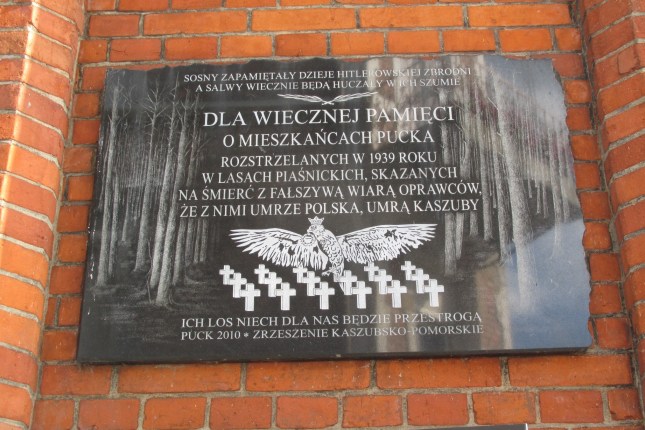 SOSNY ZAPAMIĘTAŁY DZIEJE HITLEROWSKIEJ ZBRODNI
A SALWY WIECZNIE BĘDĄ HUCZAŁY W ICH SZUMIE
DLA WIECZNEJ PAMIĘCI
O MIESZKAŃCACH PUCKA
ROZSTRZELANYCH W 1939 ROKU
W LASACH PIAŚNICKICH, SKAZANYCH
NA ŚMIERĆ Z FAŁSZYWĄ WIARĄ OPRAWCÓW,
ŻE Z NIMI UMRZE POLSKA, UMRĄ KASZUBY
ICH LOS NIECH DLA NAS BĘDZIE PRZESTROGĄ
PUCK 2010 * ZRZESZENIE KASZUBSKO-POMORSKIE